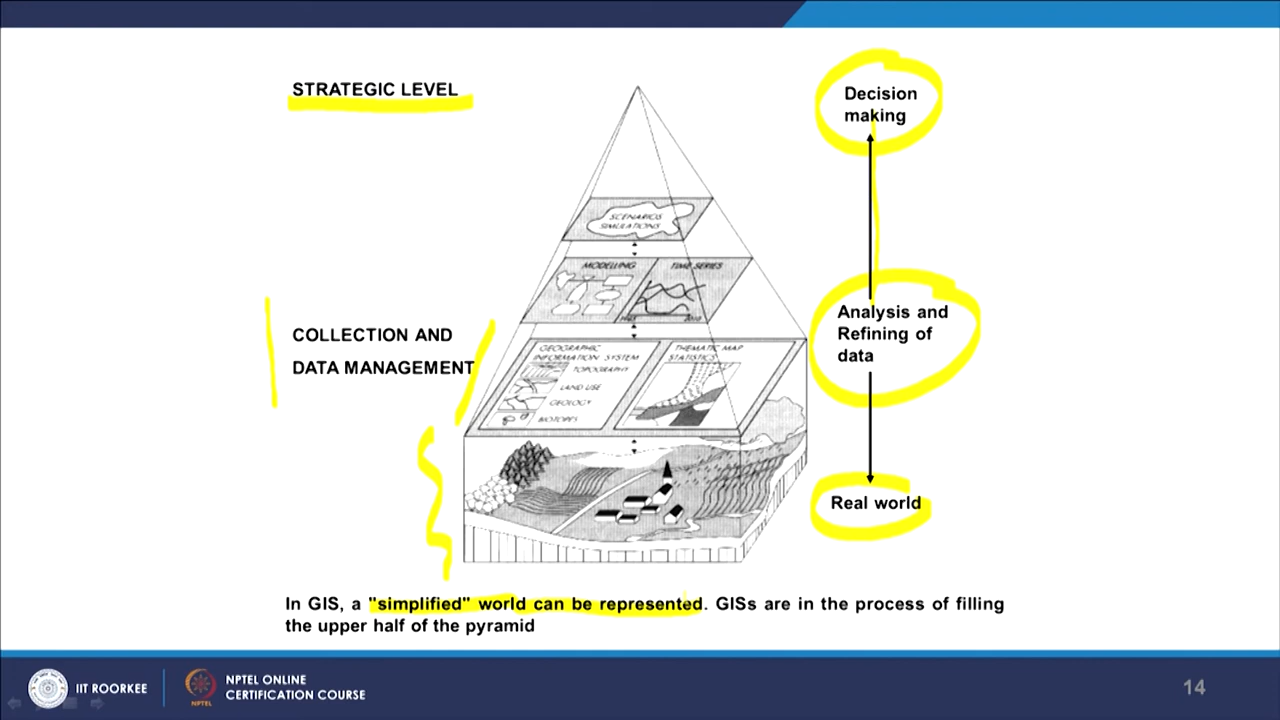 STRATEGIC LEVEL
Decision
making
SCENARIOS
SIMULATIONS
MODELLING
TIME SERIES
COLLECTION AND
DATA MANAGEMENT
Analysis and
Refining of
data
GEOGRAPHIC
INFORMATION SYSTEM
TOPOGRAPHY
LAND USE
GEOLOGY
BIOTOPES
THEMATIC MAP
STATISTICS
Real world
In GIS, a "simplified" world can be represented. GISs are in the process of filling
the upper half of the pyramid
IIT ROORKEE
NPTEL
NPTEL ONLINE
CERTIFICATION COURSE
14